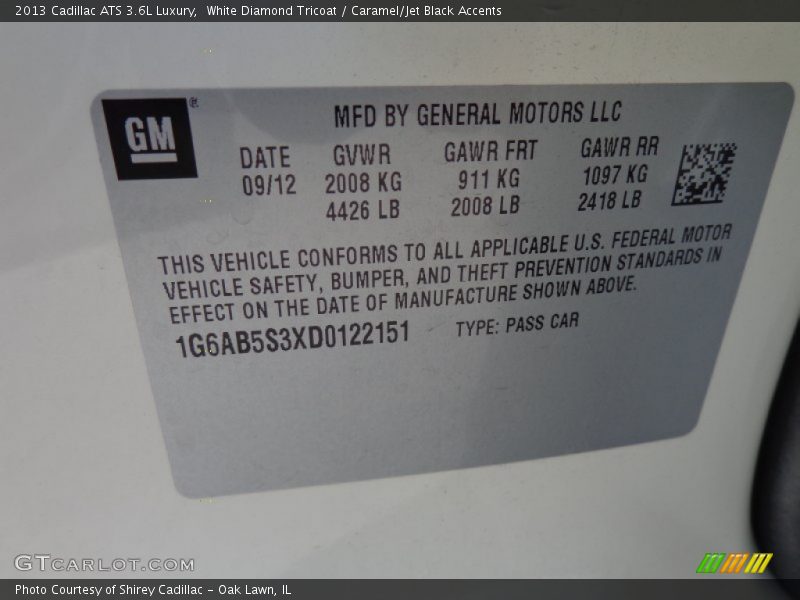 2013 Cadillac ATS 3.6L Luxury,  White Diamond Tricoat / Caramel/Jet Black Accents
GM®
MFD BY GENERAL MOTORS LLC
DATE GVWR GAWR FRT GAWR RR
09/12 2008 KG 911 KG 1097 KG
4426 LB 2008 LB 2418 LB
THIS VEHICLE CONFORMS TO ALL APPLICABLE U.S. FEDERAL MOTOR
VEHICLE SAFETY, BUMPER, AND THEFT PREVENTION STANDARDS IN
EFFECT ON THE DATE OF MANUFACTURE SHOWN ABOVE.
1G6AB5S3XD0122151 TYPE: PASS CAR
GTCARLOT.COM
Photo Courtesy of Shirey Cadillac - Oak Lawn, IL